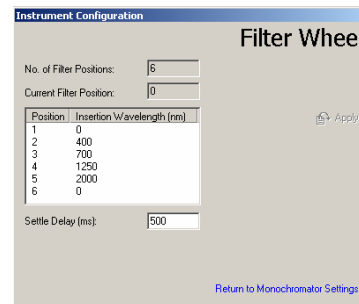 Instrument Configuration
Filter Whee
No. of Filter Positions: 6
Current Filter Position: 0
Position Insertion Wavelength (nm)
1 0
2 400
3 700
4 1250
5 2000
6 0
Apply
Settle Delay (ms): 500
Return to Monochromator Settings